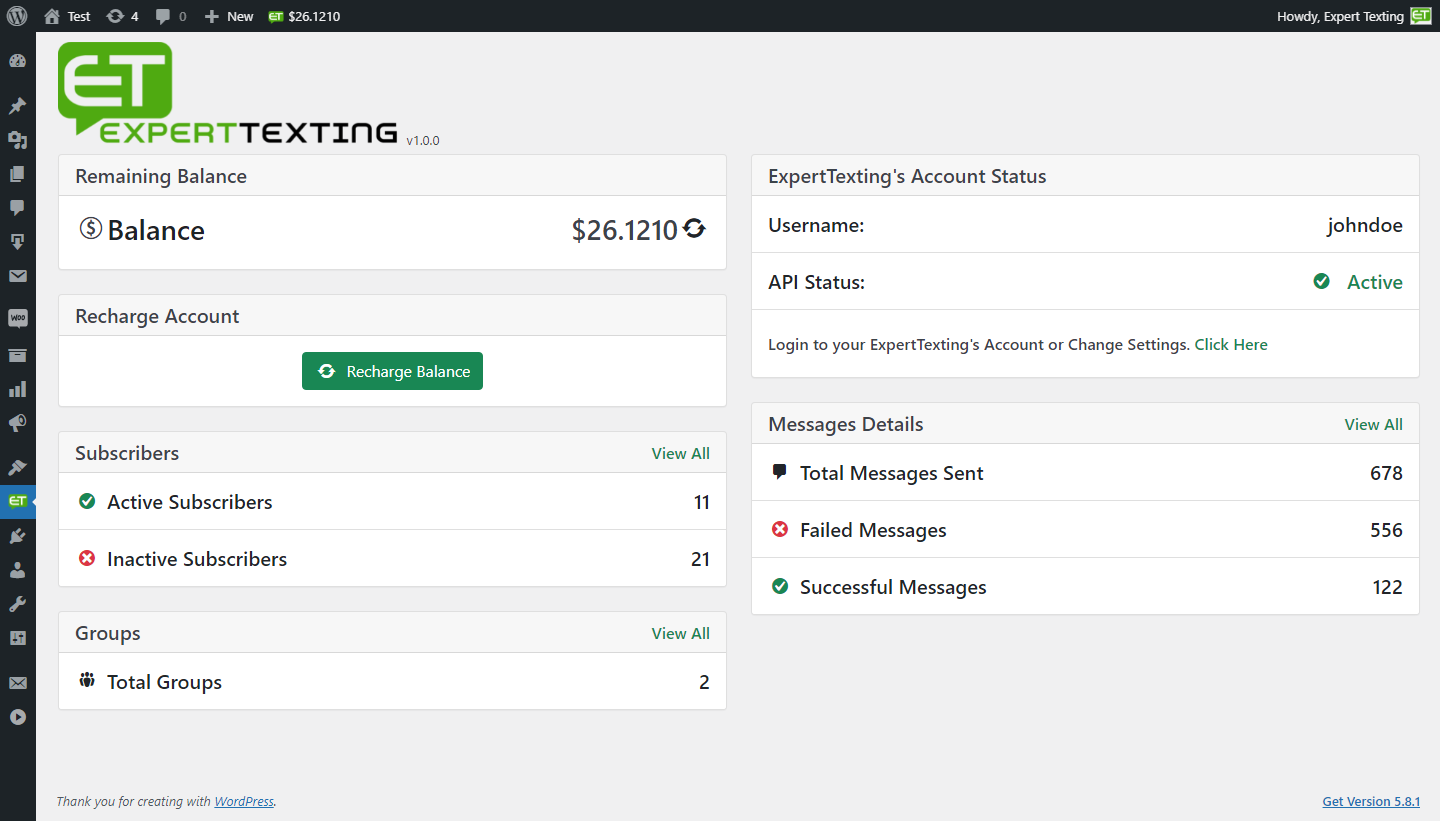 Test 4 0 New ET $26.1210 Howdy, Expert Texting ET
ET
EXPERTTEXTING v1.0.0
Remaining Balance
$ Balance $26.1210
Recharge Account
Recharge Balance
Subscribers View All
Active Subscribers 11
Inactive Subscribers 21
Groups View All
Total Groups 2
ExpertTexting's Account Status
Username: johndoe
API Status: Active
Login to your ExpertTexting's Account or Change Settings. Click Here
Messages Details View All
Total Messages Sent 678
Failed Messages 556
Successful Messages 122
Woo
ET
Thank you for creating with WordPress. Get Version 5.8.1